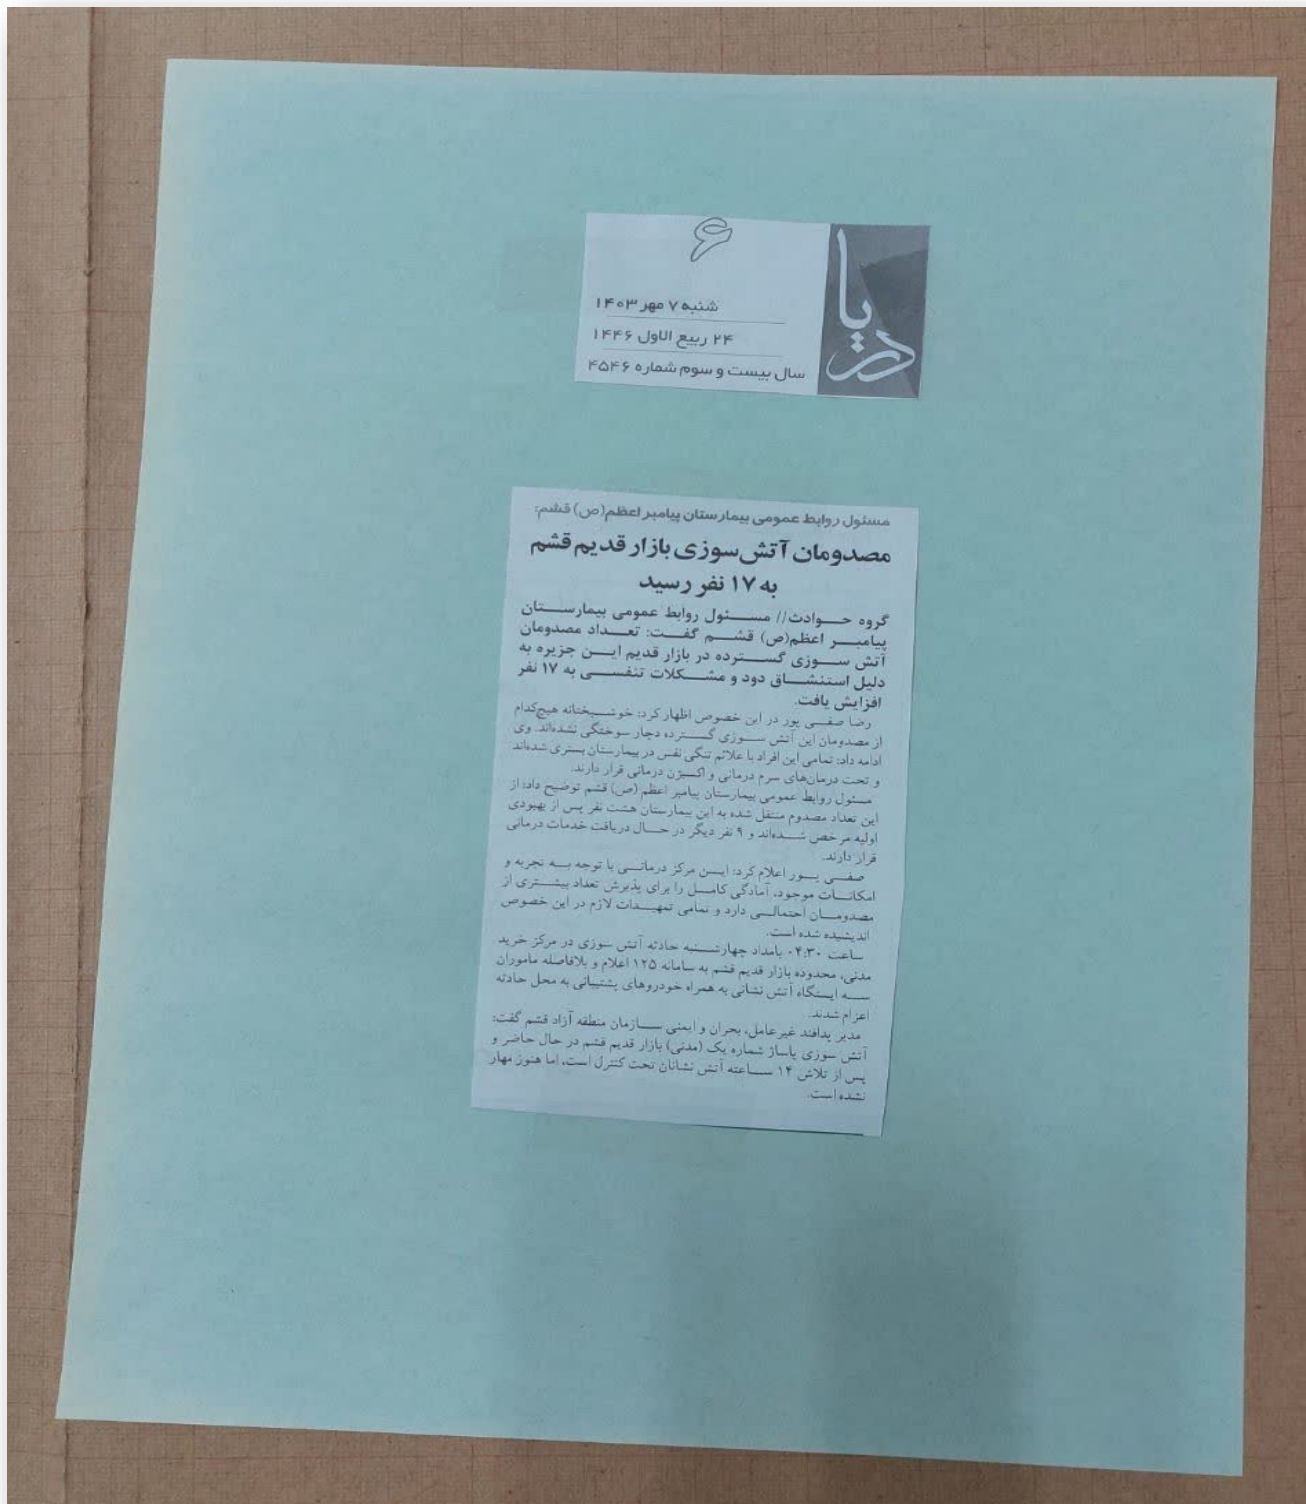 ۶
دریا
شنبه ۷ مهر ۱۴۰۳
۲۴ ربیع الاول ۱۴۴۶
سال بیست و سوم شماره ۴۵۴۶
مسئول روابط عمومی بیمارستان پیامبر اعظم(ص) قشم:
مصدومان آتش‌سوزی بازار قدیم قشم
به ۱۷ نفر رسید
گروه حوادث// مسئول روابط عمومی بیمارستان
پیامبر اعظم(ص) قشم گفت: تعداد مصدومان
آتش سوزی گسترده در بازار قدیم این جزیره به
دلیل استنشاق دود و مشکلات تنفسی به ۱۷ نفر
افزایش یافت.
رضا صفی پور در این خصوص اظهار کرد: خوشبختانه هیچ‌کدام
از مصدومان این آتش سوزی گسترده دچار سوختگی نشده‌اند. وی
ادامه داد: تمامی این افراد با علائم تنگی نفس در بیمارستان بستری شده‌اند
و تحت درمان‌های سرم درمانی و اکسیژن درمانی قرار دارند.
مسئول روابط عمومی بیمارستان پیامبر اعظم (ص) قشم توضیح داد: از
این تعداد مصدوم منتقل شده به این بیمارستان هشت نفر پس از بهبودی
اولیه مرخص شده‌اند و ۹ نفر دیگر در حال دریافت خدمات درمانی
قرار دارند.
صفی پور اعلام کرد: این مرکز درمانی با توجه به تجربه و
امکانات موجود، آمادگی کامل را برای پذیرش تعداد بیشتری از
مصدومان احتمالی دارد و تمامی تمهیدات لازم در این خصوص
اندیشیده شده است.
ساعت ۰۴:۳۰ بامداد چهارشنبه حادثه آتش سوزی در مرکز خرید
مدنی، محدوده بازار قدیم قشم به سامانه ۱۲۵ اعلام و بلافاصله ماموران
سه ایستگاه آتش نشانی به همراه خودروهای پشتیبانی به محل حادثه
اعزام شدند.
مدیر پدافند غیرعامل، بحران و ایمنی سازمان منطقه آزاد قشم گفت:
آتش سوزی پاساژ شماره یک (مدنی) بازار قدیم قشم در حال حاضر و
پس از تلاش ۱۴ ساعته آتش نشانان تحت کنترل است، اما هنوز مهار
نشده است.